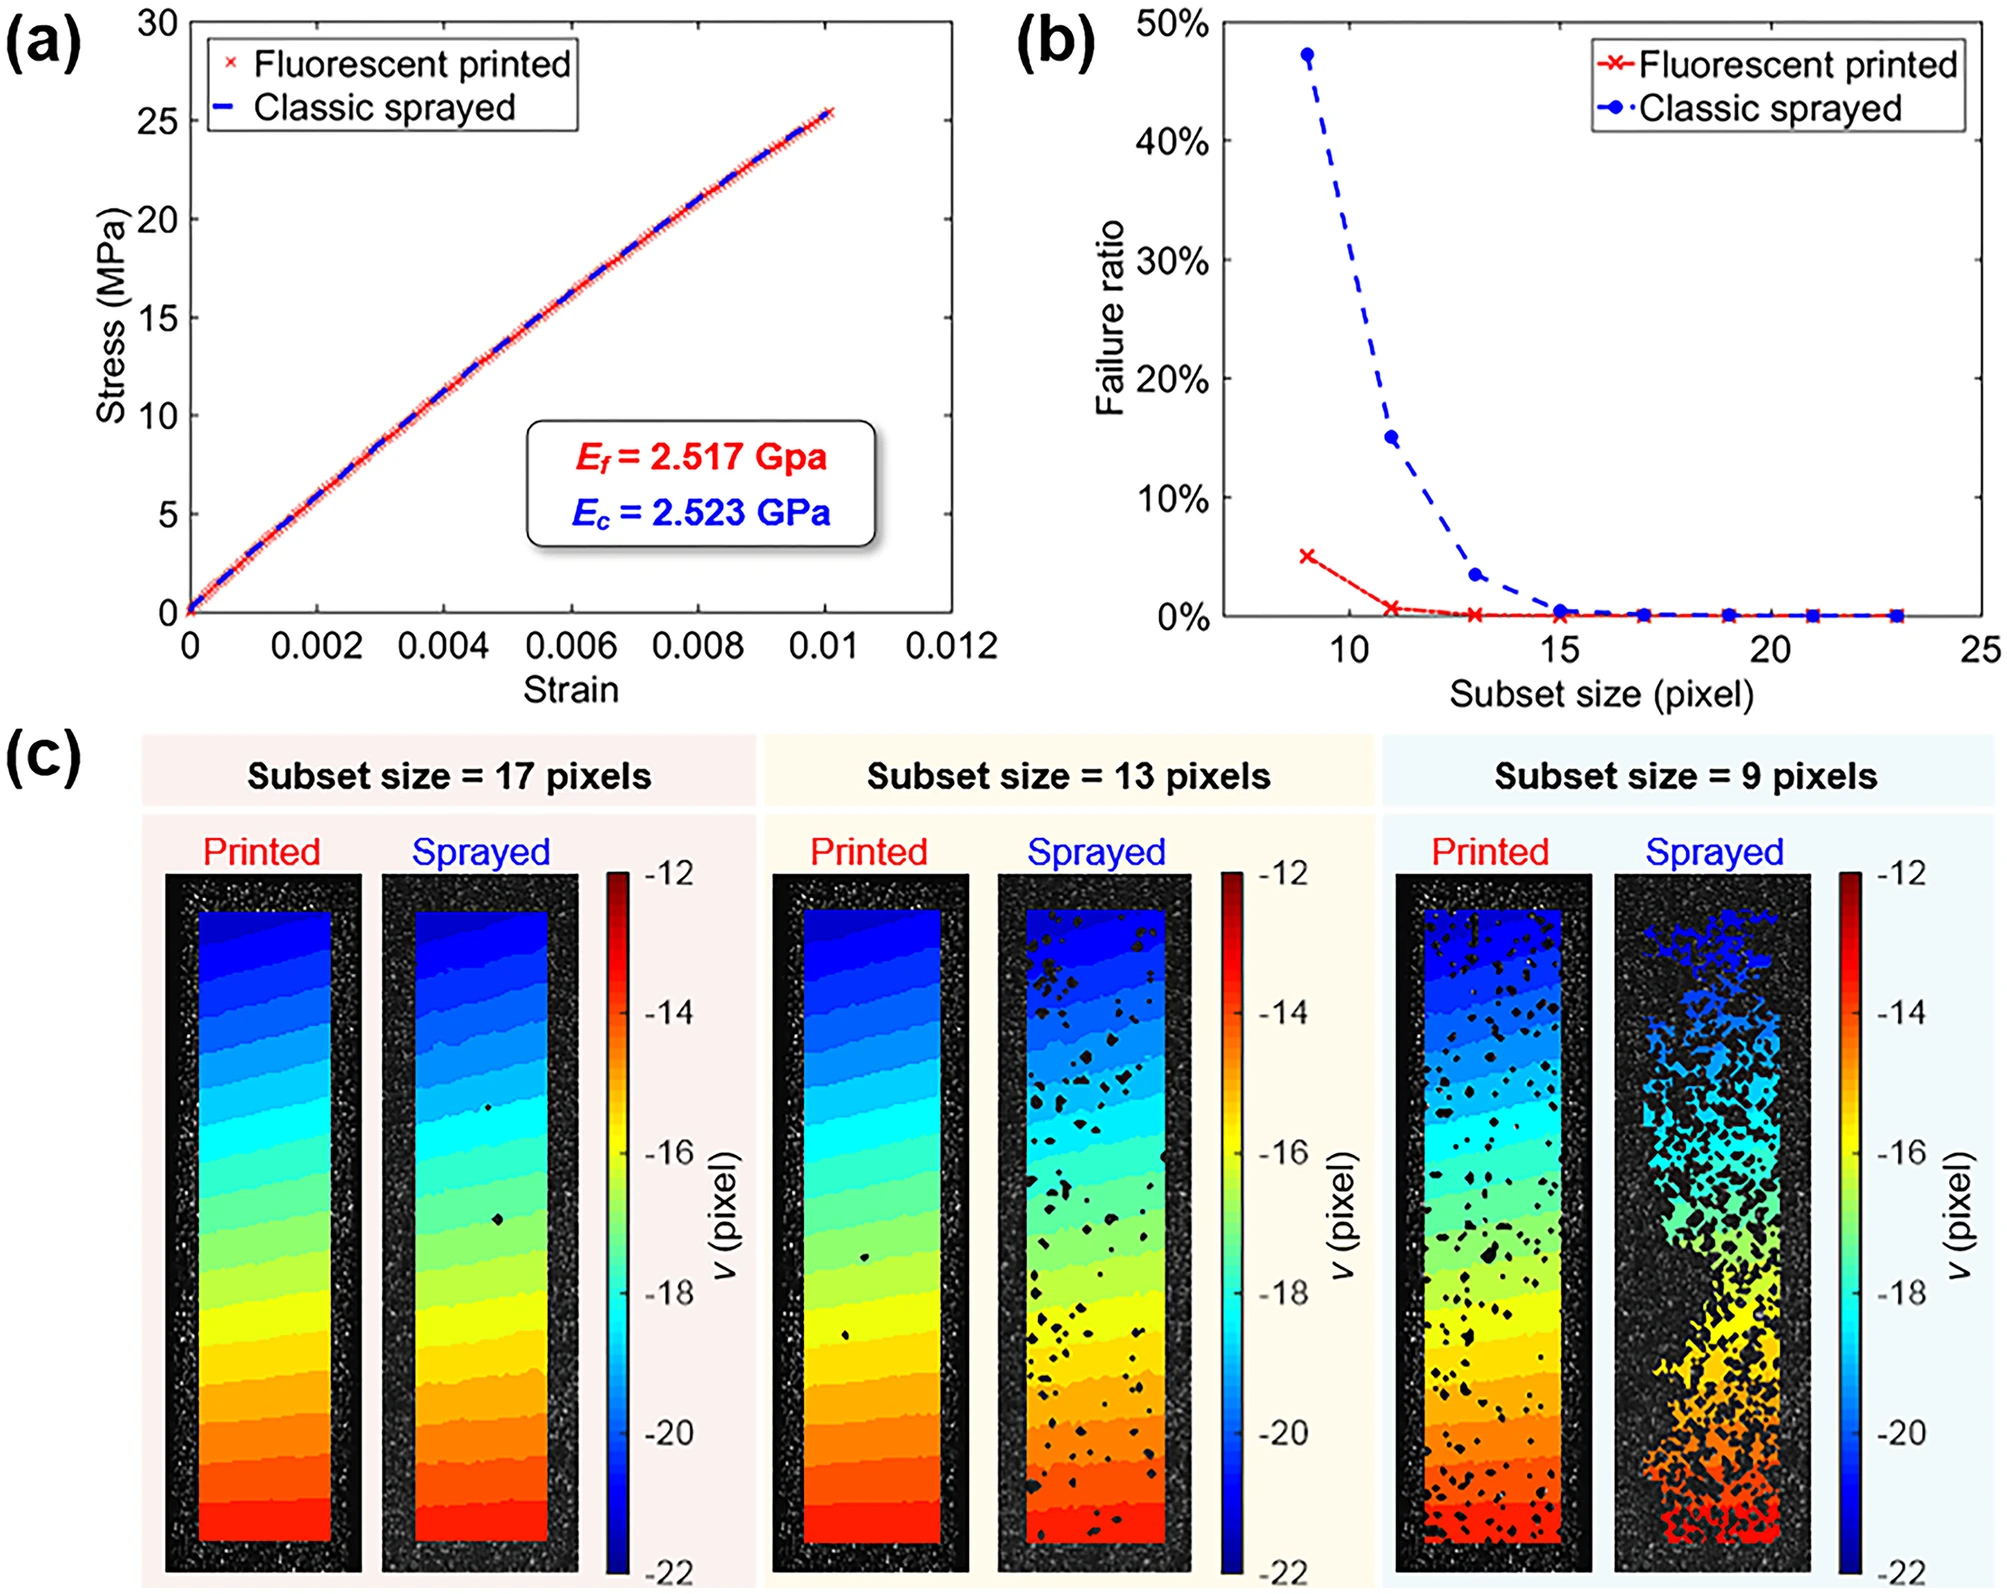 (a)
30
25
20
15
10
5
0
Stress (MPa)
Fluorescent printed
Classic sprayed
Ef = 2.517 Gpa
Ec = 2.523 GPa
0 0.002 0.004 0.006 0.008 0.01 0.012
Strain
(b)
50%
40%
30%
20%
10%
0%
Failure ratio
Fluorescent printed
Classic sprayed
10 15 20 25
Subset size (pixel)
(c)
Subset size = 17 pixels
Printed Sprayed
-12
-14
-16
-18
-20
-22
v (pixel)
Subset size = 13 pixels
Printed Sprayed
-12
-14
-16
-18
-20
-22
v (pixel)
Subset size = 9 pixels
Printed Sprayed
-12
-14
-16
-18
-20
-22
v (pixel)